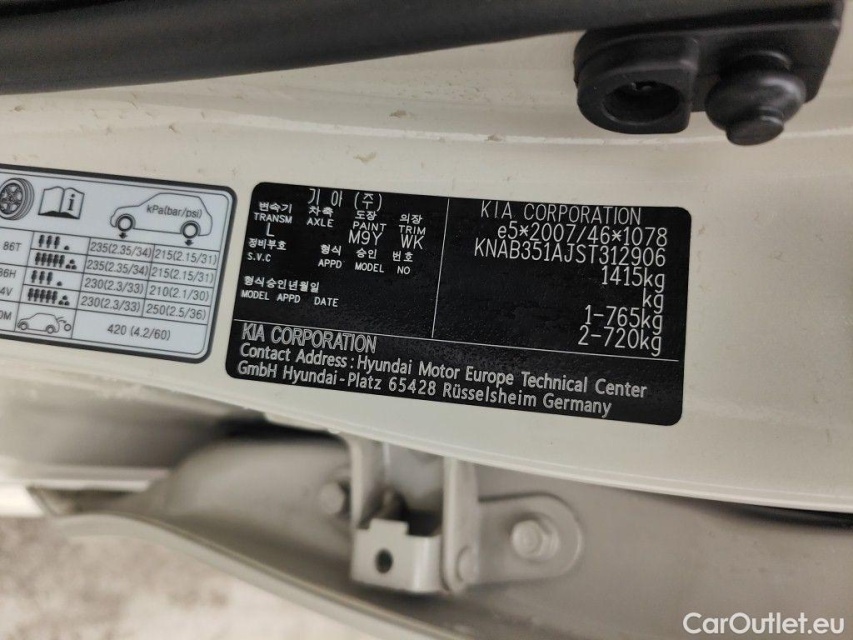 kPa(bar/psi)
86T 235(2.35/34) 215(2.15/31)
235(2.35/34) 215(2.15/31)
86H 230(2.3/33) 210(2.1/30)
4V 230(2.3/33) 250(2.5/36)
0M 420 (4.2/60)
기아 (주)
변속기 차축 도장 외장
TRANSM AXLE PAINT TRIM
L M9Y WK
정비부호 형식 승인 번호
S.V.C APPD MODEL NO
형식승인년월일
MODEL APPD DATE
KIA CORPORATION
e5*2007/46*1078
KNAB351AJST312906
1415kg
kg
1-765kg
2-720kg
KIA CORPORATION
Contact Address : Hyundai Motor Europe Technical Center
GmbH Hyundai-Platz 65428 Rüsselsheim Germany
CarOutlet.eu